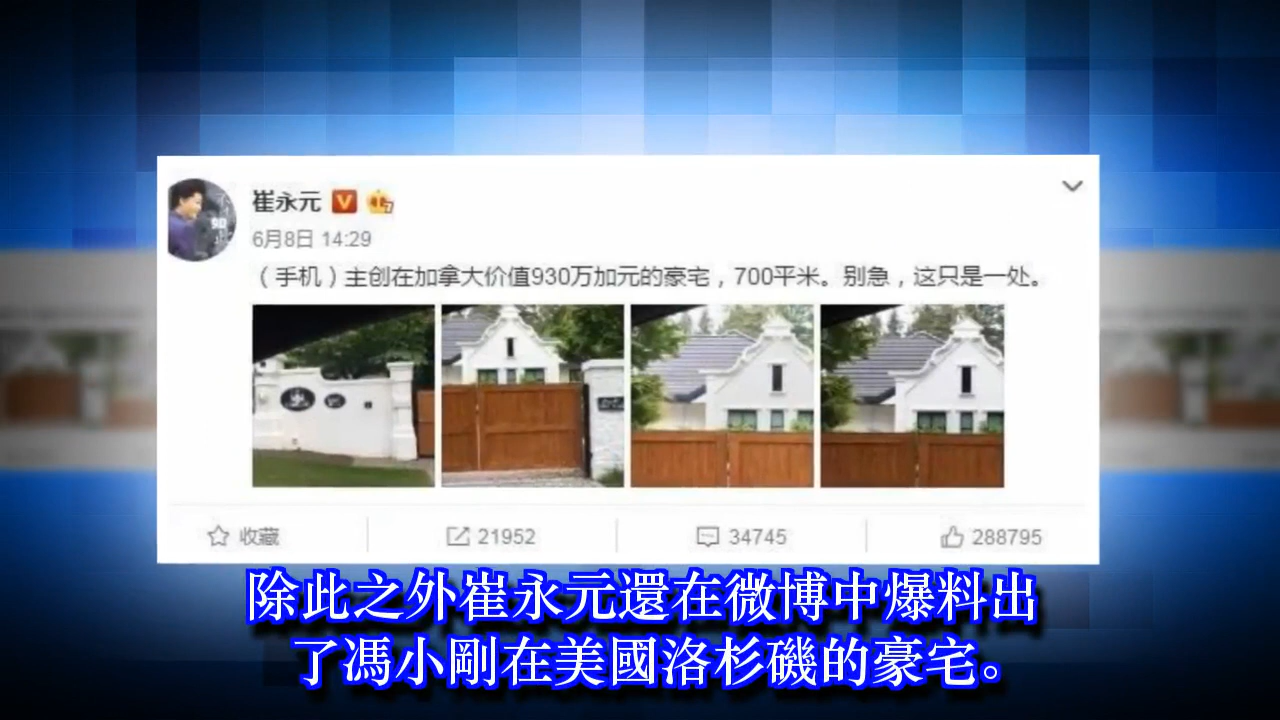 崔永元
6月8日 14:29
（手机）主创在加拿大价值930万加元的豪宅，700平米。别急，这只是一处。
收藏
21952
34745
288795
除此之外崔永元還在微博中爆料出
了馮小剛在美國洛杉磯的豪宅。